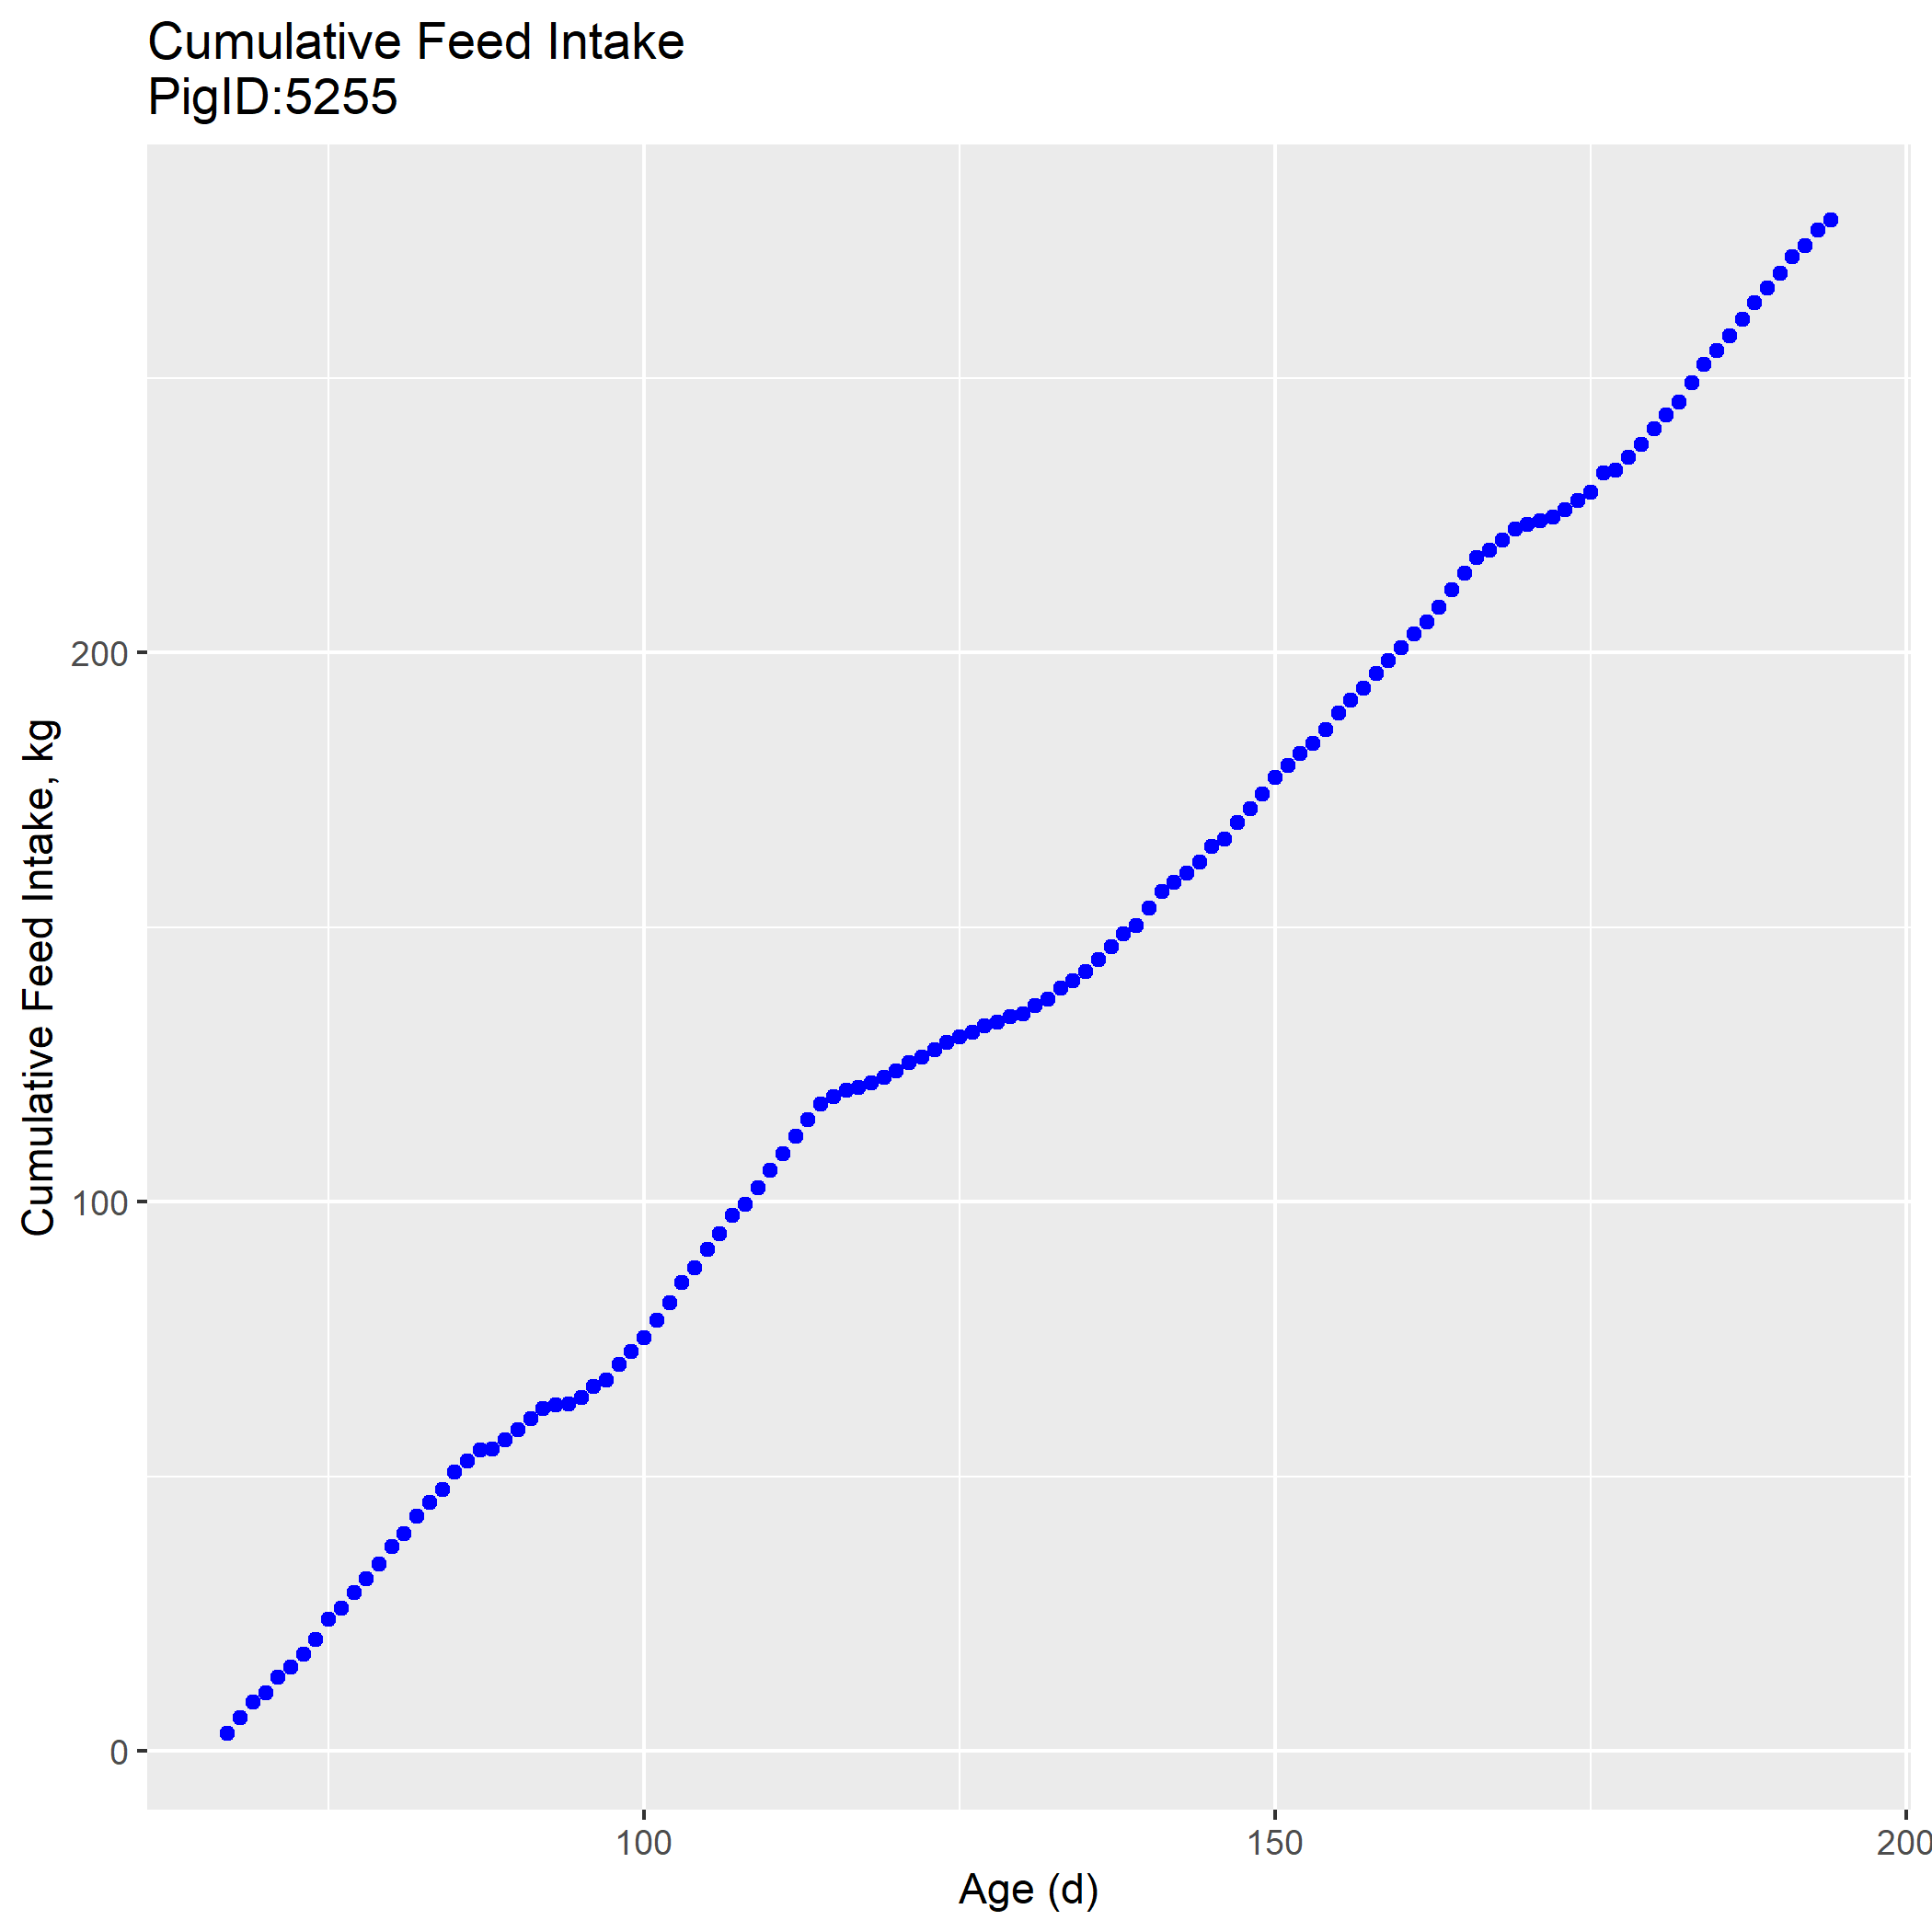 Cumulative Feed Intake
PigID:5255
Cumulative Feed Intake, kg
200
100
0
100
150
200
Age (d)